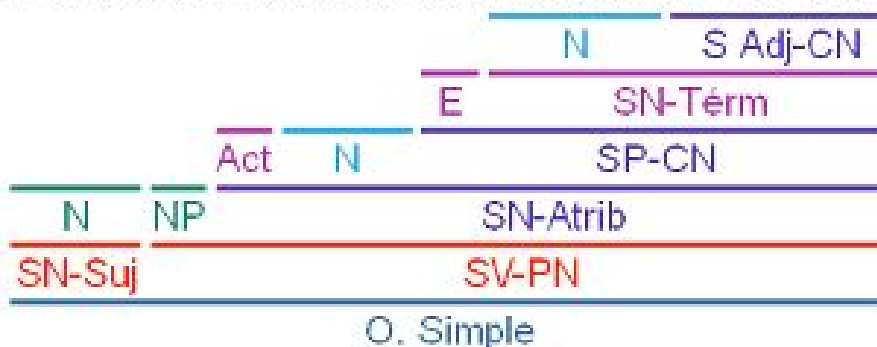 N S Adj-CN
E SN-Térm
Act N SP-CN
N NP SN-Atrib
SN-Suj SV-PN
O. Simple